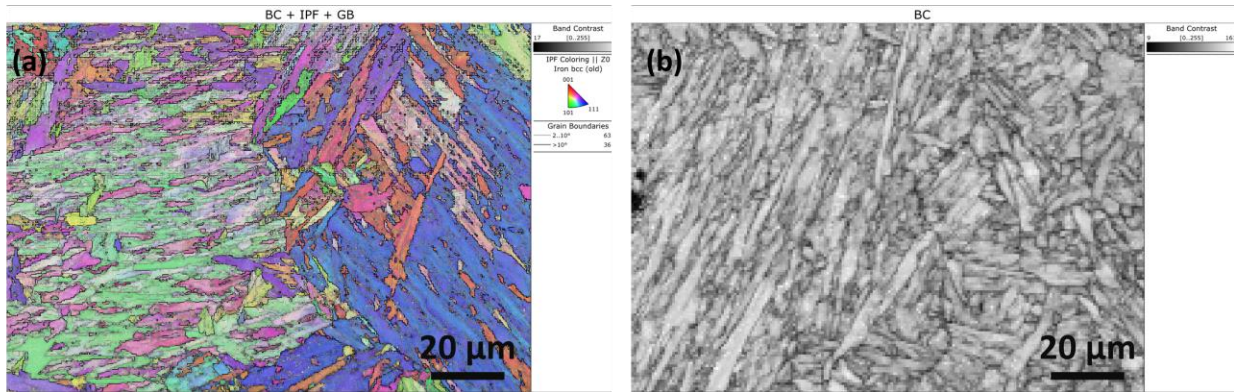 BC + IPF + GB
(a)
Band Contrast
17 [0..255]
IPF Coloring || Z0
Iron bcc (old)
001
101 111
Grain Boundaries
2..10° 63
>10° 36
20 µm
BC
(b)
Band Contrast
9 [0..255] 16
20 µm